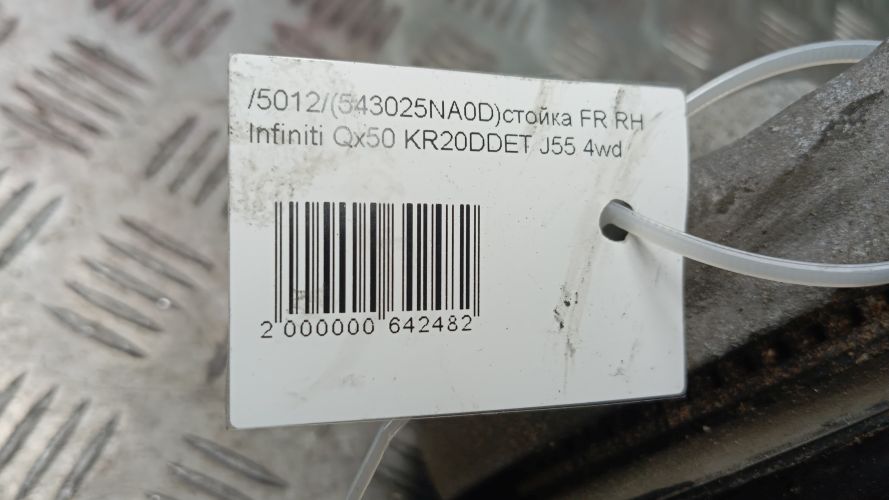 /5012/(543025NA0D)стойка FR RH
Infiniti Qx50 KR20DDET J55 4wd
2 000000 642482